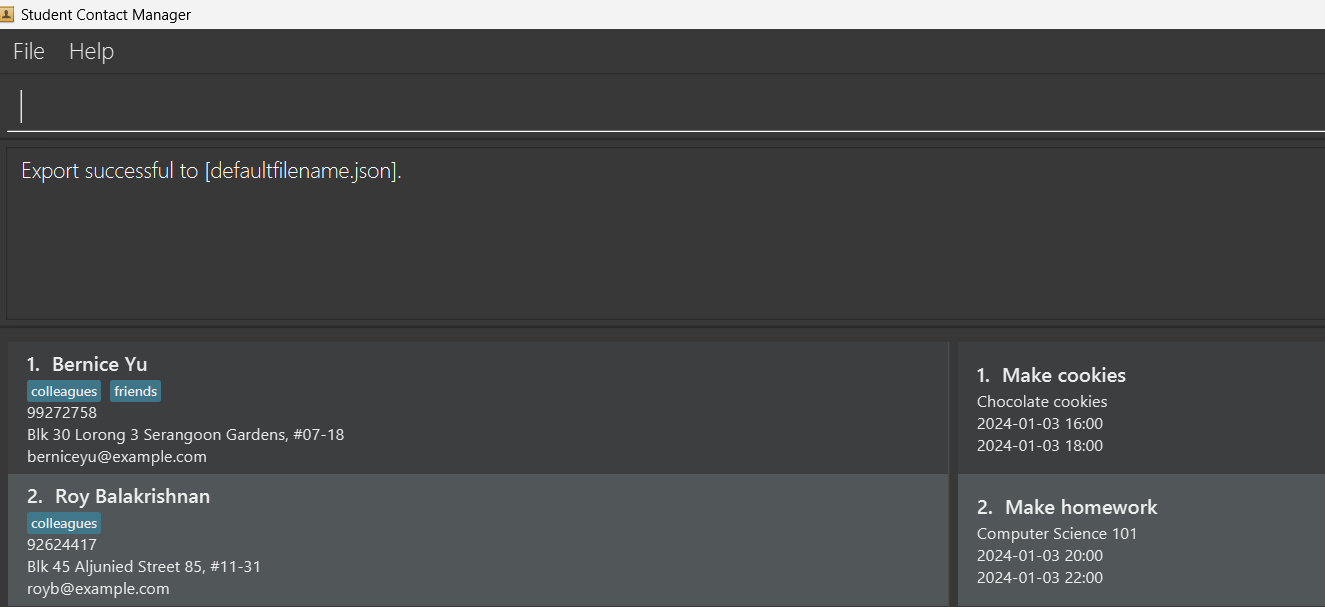 Student Contact Manager
File Help
Export successful to [defaultfilename.json].
1. Bernice Yu
colleagues friends
99272758
Blk 30 Lorong 3 Serangoon Gardens, #07-18
berniceyu@example.com
2. Roy Balakrishnan
colleagues
92624417
Blk 45 Aljunied Street 85, #11-31
royb@example.com
1. Make cookies
Chocolate cookies
2024-01-03 16:00
2024-01-03 18:00
2. Make homework
Computer Science 101
2024-01-03 20:00
2024-01-03 22:00